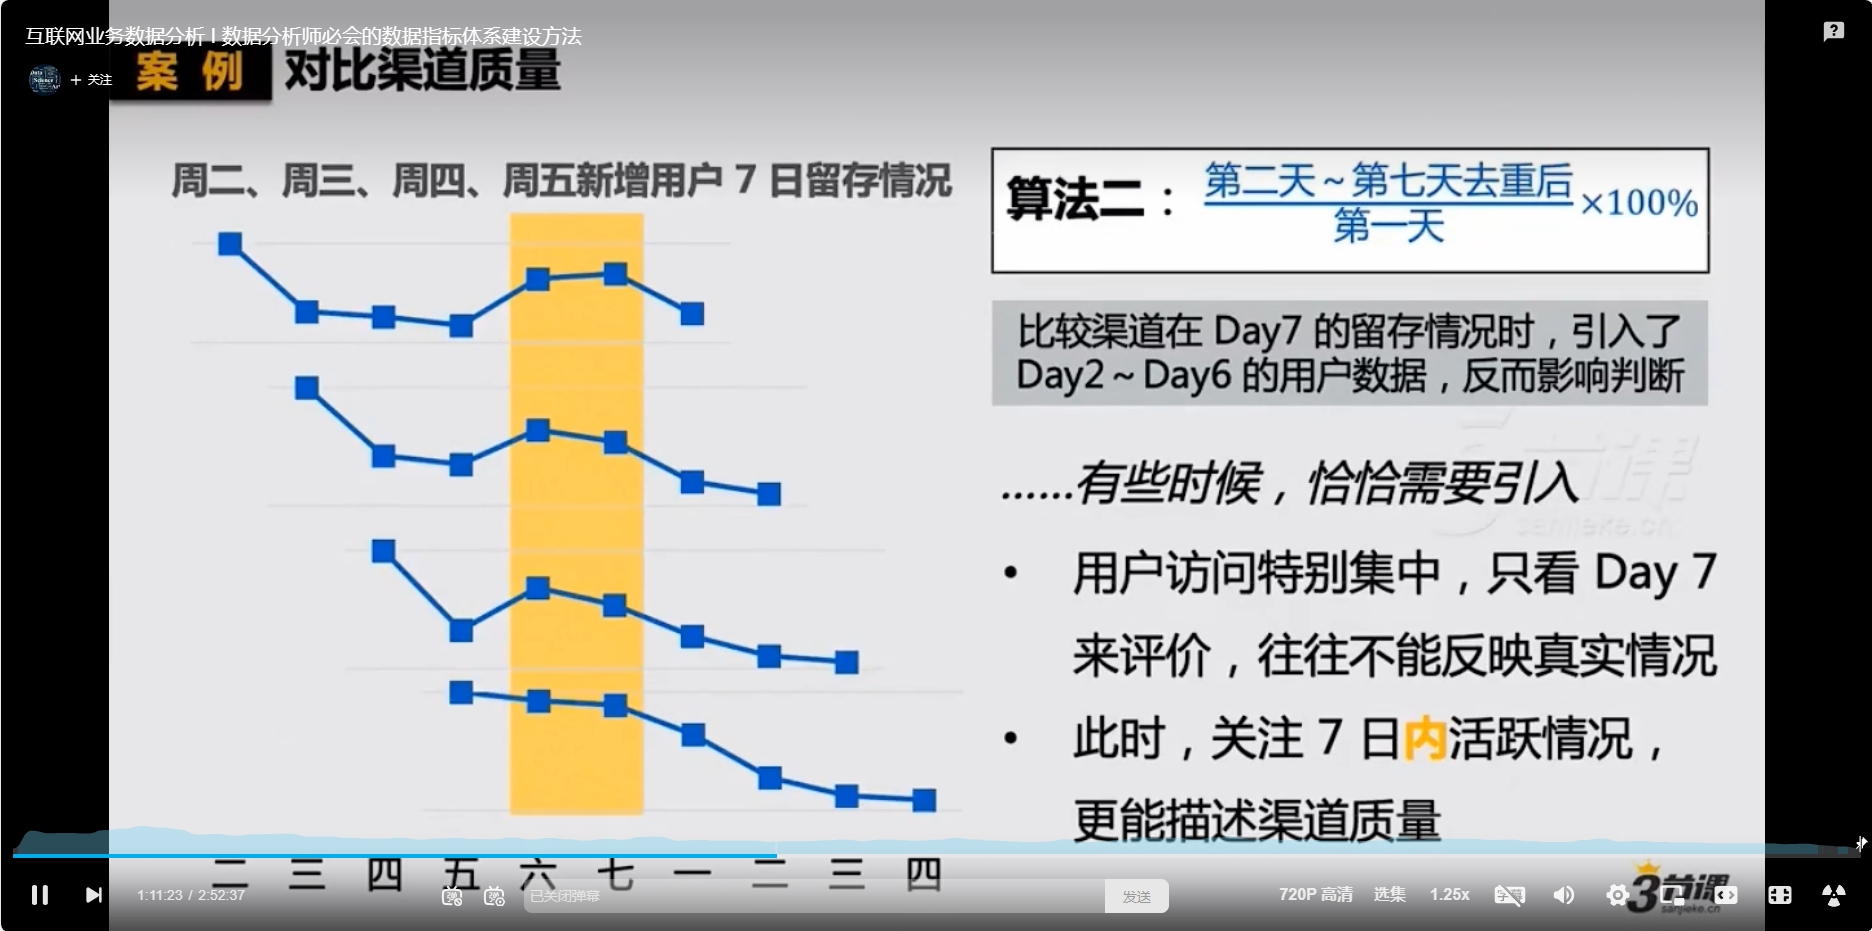 互联网业务数据分析 | 数据分析师必会的数据指标体系建设方法
+ 关注
案 例 对比渠道质量
周二、周三、周四、周五新增用户 7 日留存情况
二 三 四 五 六 七 一 二 三 四
算法二：第二天～第七天去重后
第一天
×100%
比较渠道在 Day7 的留存情况时，引入了
Day2～Day6 的用户数据，反而影响判断
……有些时候，恰恰需要引入
• 用户访问特别集中，只看 Day 7
来评价，往往不能反映真实情况
• 此时，关注 7 日内活跃情况，
更能描述渠道质量
3节课
sanjieke.cn
1:11:23 / 2:52:37
已关闭弹幕
发送
720P 高清
选集
1.25x
3节课
sanjieke.cn